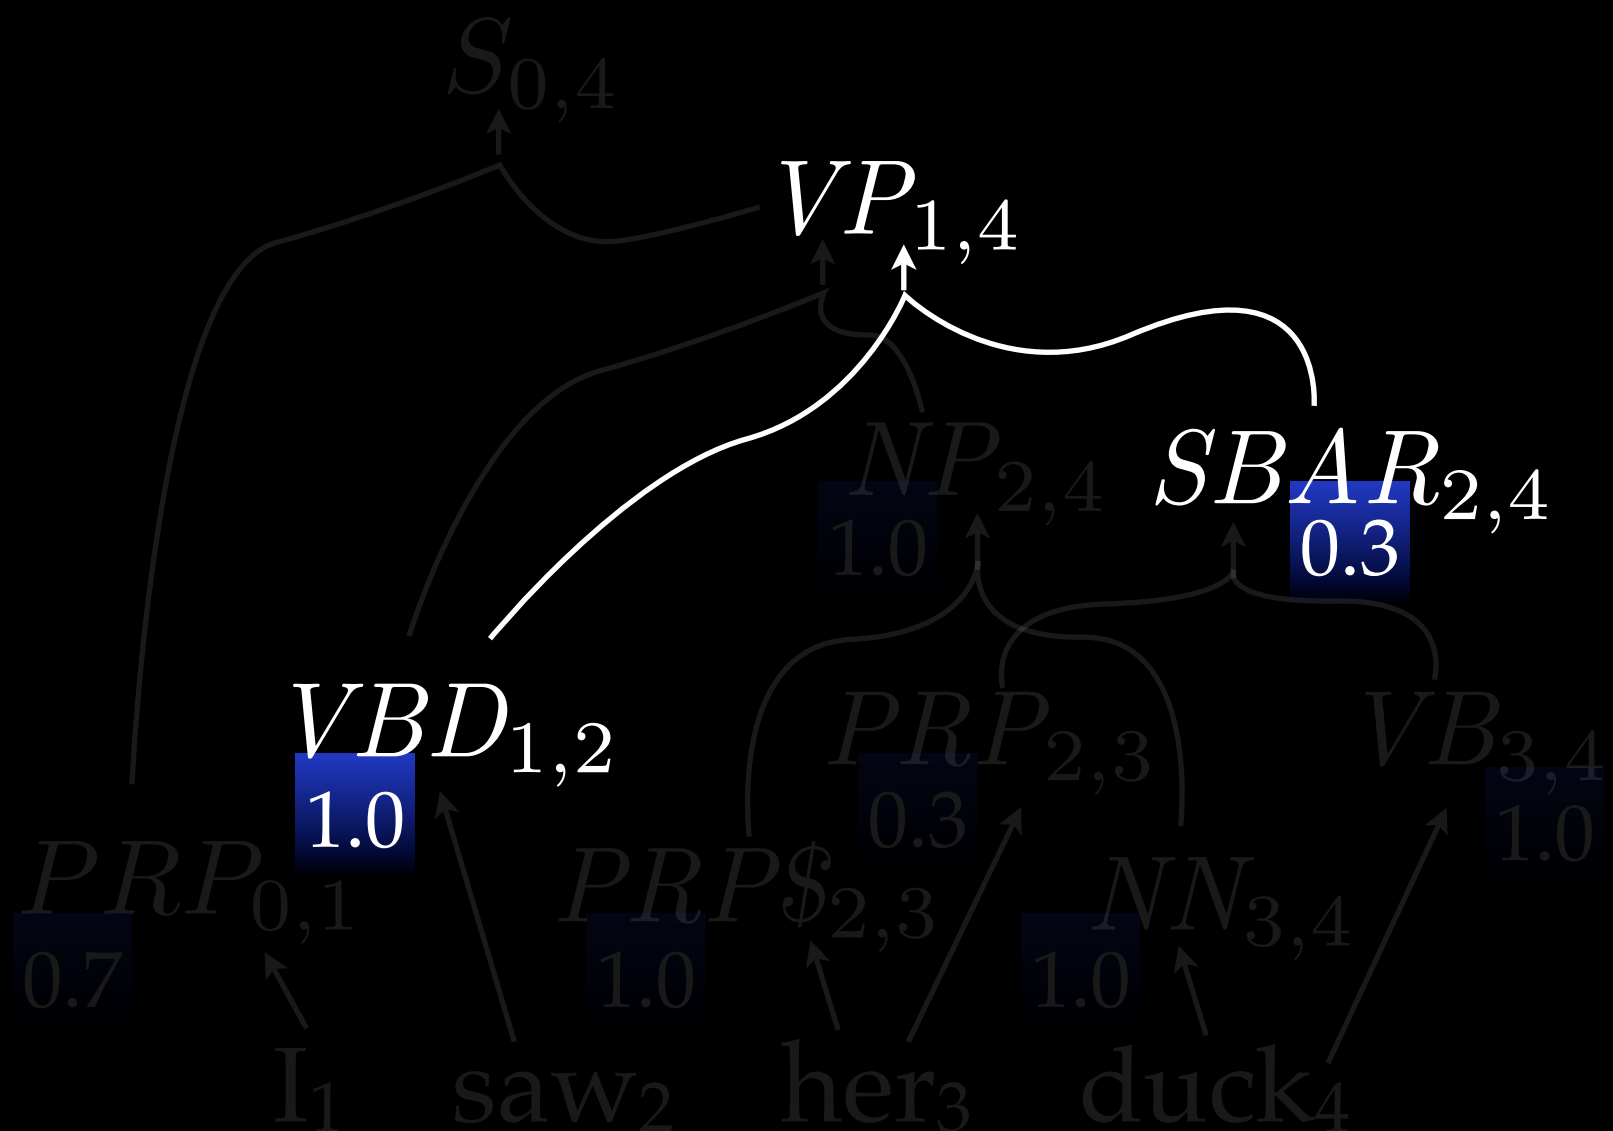 S0,4
VP1,4
NP2,4 SBAR2,4
1.0 0.3
VBD1,2 PRP2,3 VB3,4
1.0 0.3 1.0
PRP0,1 PRP$2,3 NN3,4
0.7 1.0 1.0
I1 saw2 her3 duck4